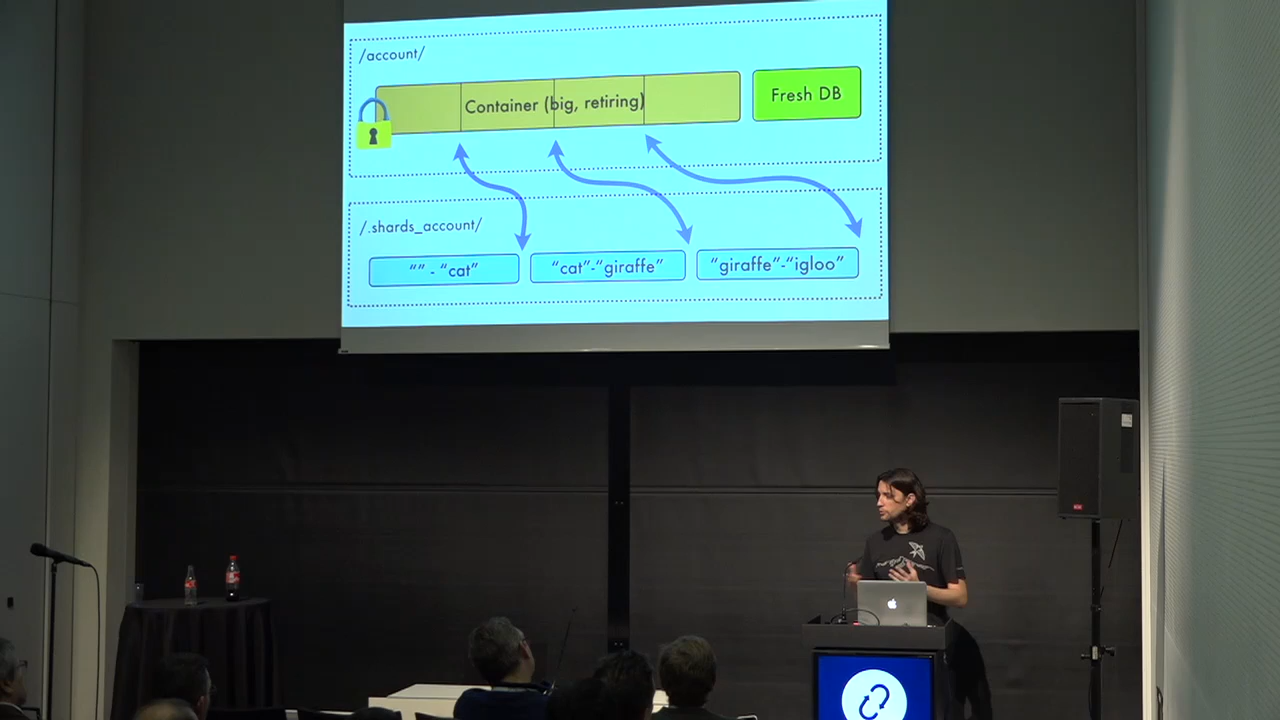 /account/
Container (big, retiring)
Fresh DB
/.shards_account/
“” - “cat”
“cat”-“giraffe”
“giraffe”-“igloo”